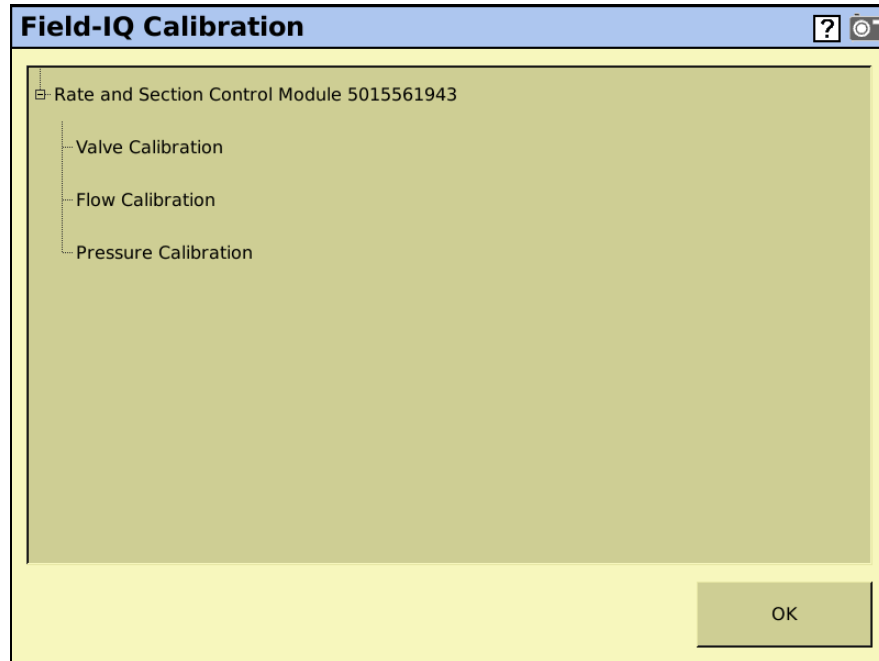 Field-IQ Calibration
?
Rate and Section Control Module 5015561943
Valve Calibration
Flow Calibration
Pressure Calibration
OK